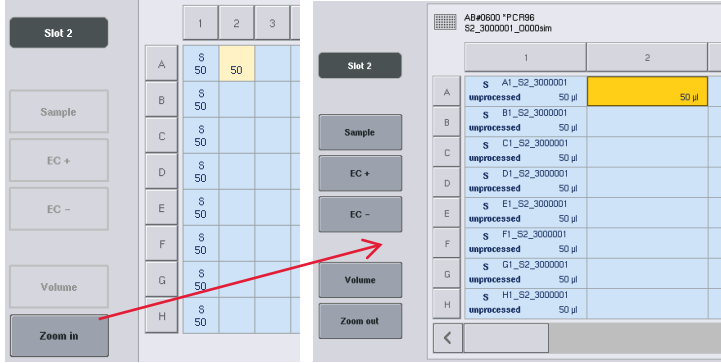 Slot 2
Sample
EC +
EC -
Volume
Zoom in
1 2 3
A S 50 50
B S 50
C S 50
D S 50
E S 50
F S 50
G S 50
H S 50
AB#0600 *PCR96
S2_3000001_0000sim
Slot 2
Sample
EC +
EC -
Volume
Zoom out
1 2
A S A1_S2_3000001
unprocessed 50 µl 50 µl
B S B1_S2_3000001
unprocessed 50 µl
C S C1_S2_3000001
unprocessed 50 µl
D S D1_S2_3000001
unprocessed 50 µl
E S E1_S2_3000001
unprocessed 50 µl
F S F1_S2_3000001
unprocessed 50 µl
G S G1_S2_3000001
unprocessed 50 µl
H S H1_S2_3000001
unprocessed 50 µl